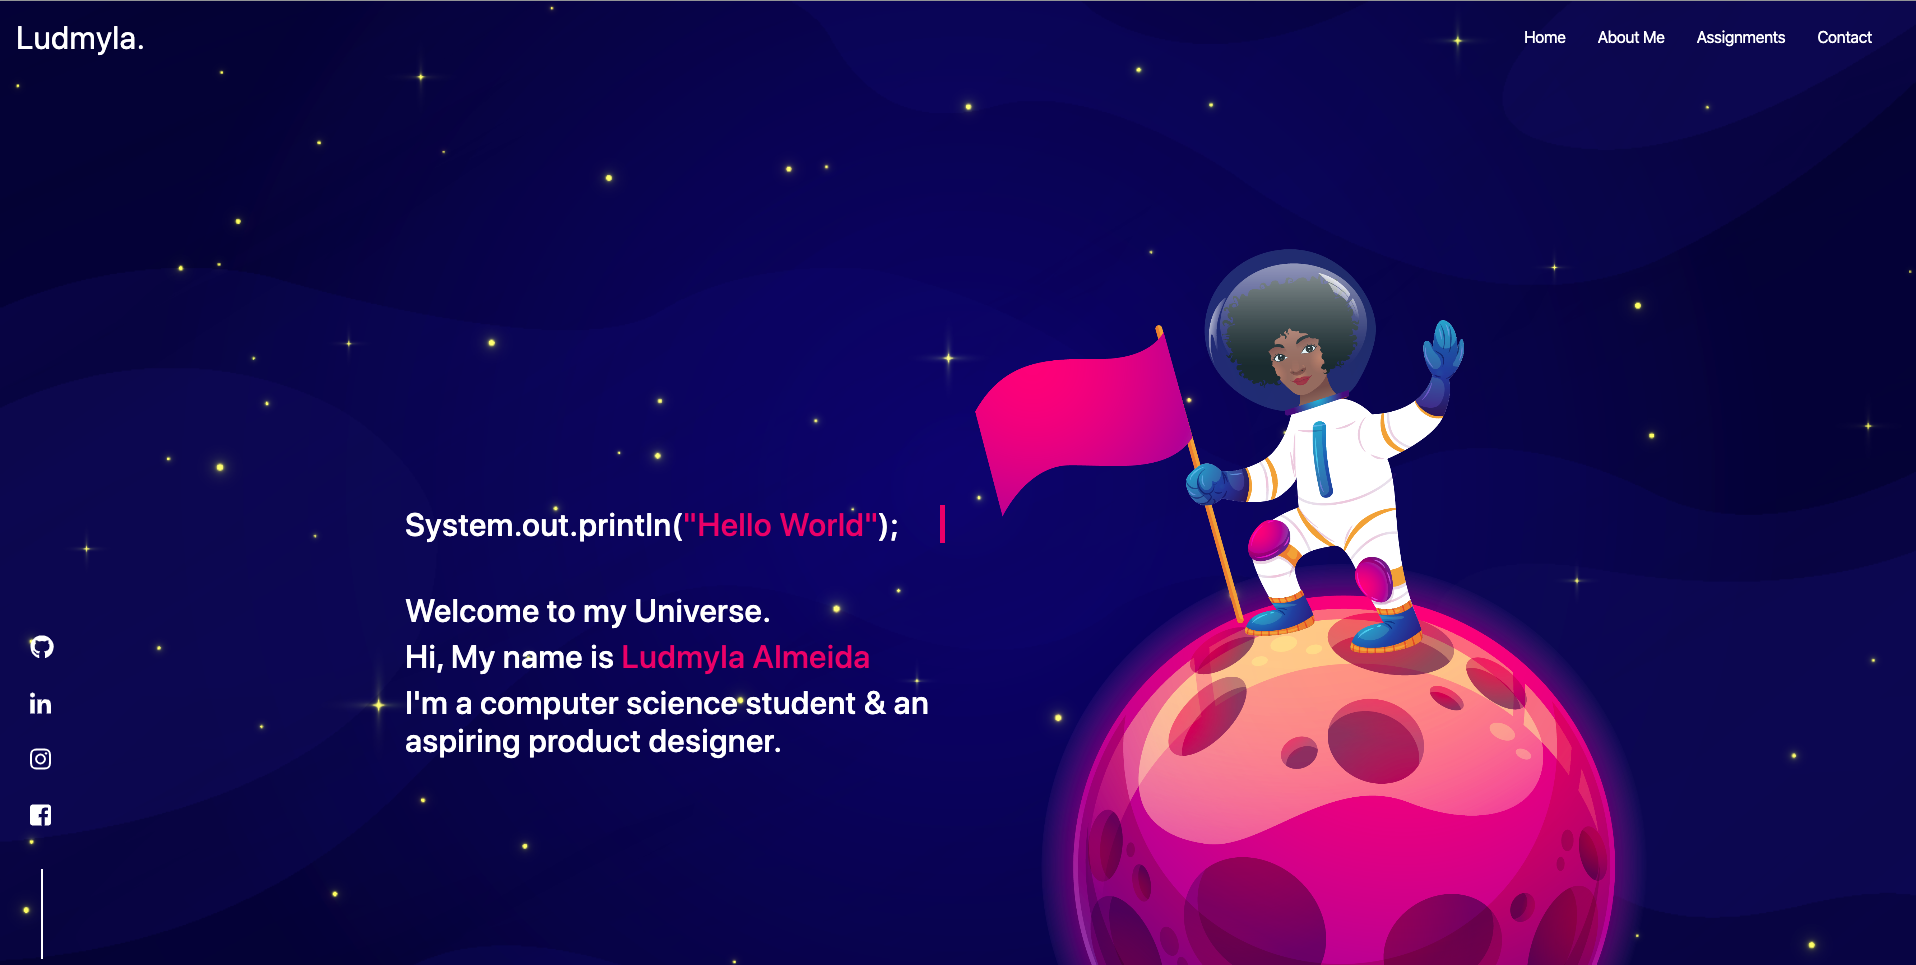 Ludmyla.
Home
About Me
Assignments
Contact
System.out.println("Hello World");
Welcome to my Universe.
Hi, My name is Ludmyla Almeida
I'm a computer science student & an
aspiring product designer.